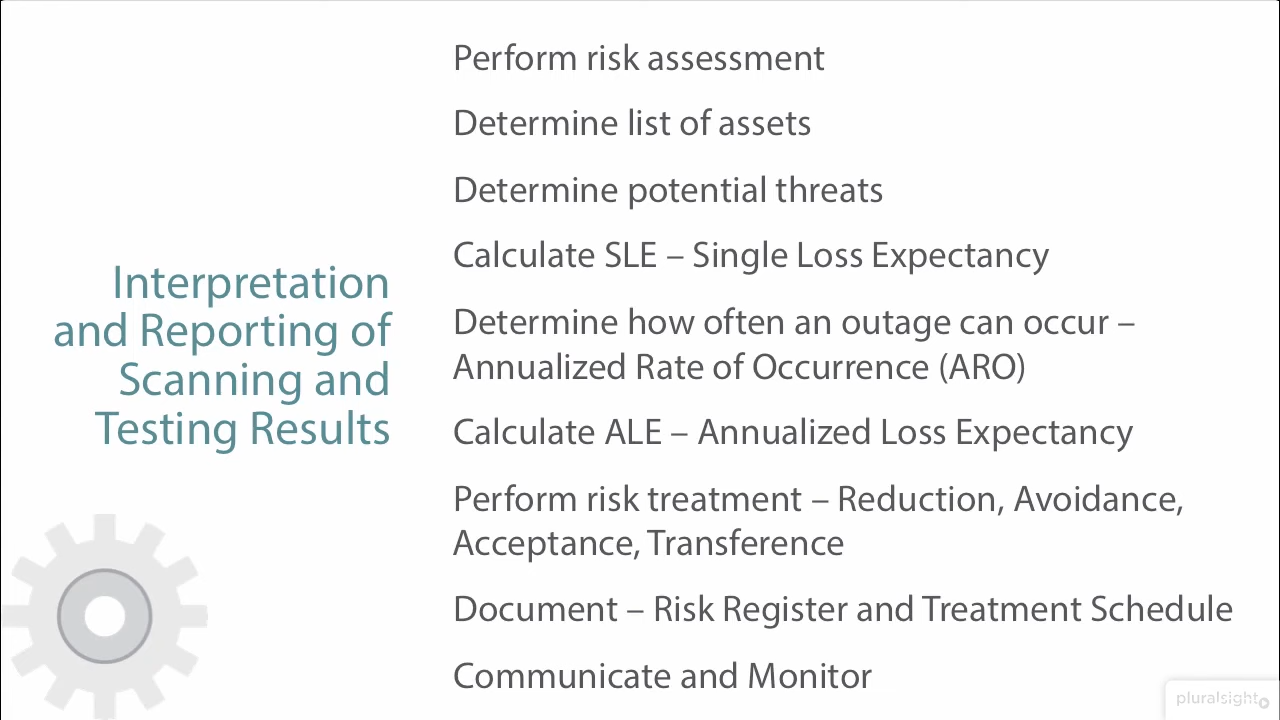 Interpretation
and Reporting of
Scanning and
Testing Results
Perform risk assessment
Determine list of assets
Determine potential threats
Calculate SLE – Single Loss Expectancy
Determine how often an outage can occur –
Annualized Rate of Occurrence (ARO)
Calculate ALE – Annualized Loss Expectancy
Perform risk treatment – Reduction, Avoidance,
Acceptance, Transference
Document – Risk Register and Treatment Schedule
Communicate and Monitor
pluralsight